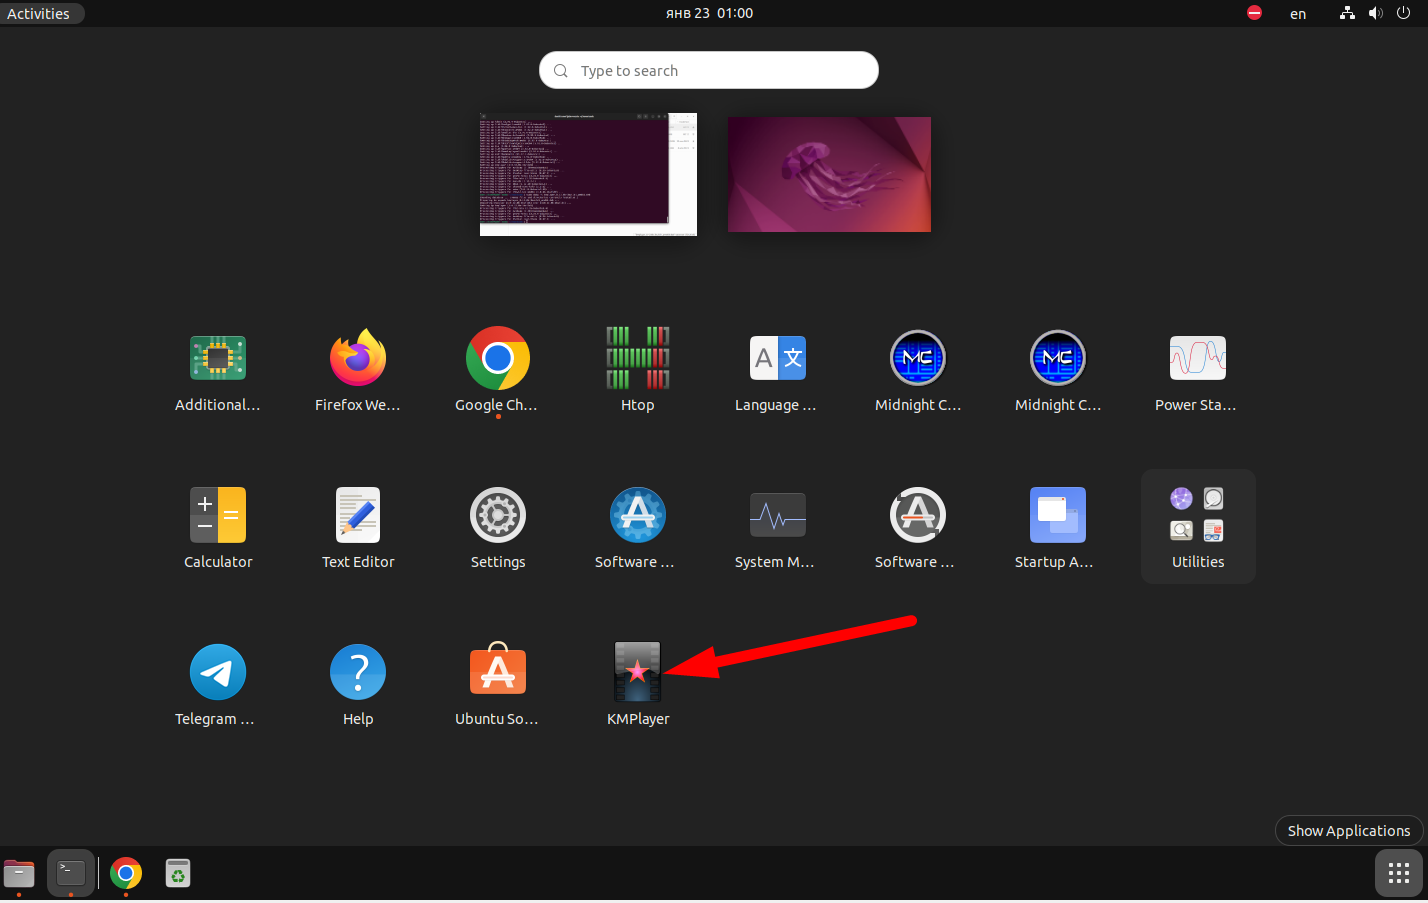 Activities
янв 23 01:00
en
Type to search
Additional...
Firefox We...
Google Ch...
Htop
Language ...
Midnight C...
Midnight C...
Power Sta...
Calculator
Text Editor
Settings
Software ...
System M...
Software ...
Startup A...
Utilities
Telegram ...
Help
Ubuntu So...
KMPlayer
Show Applications